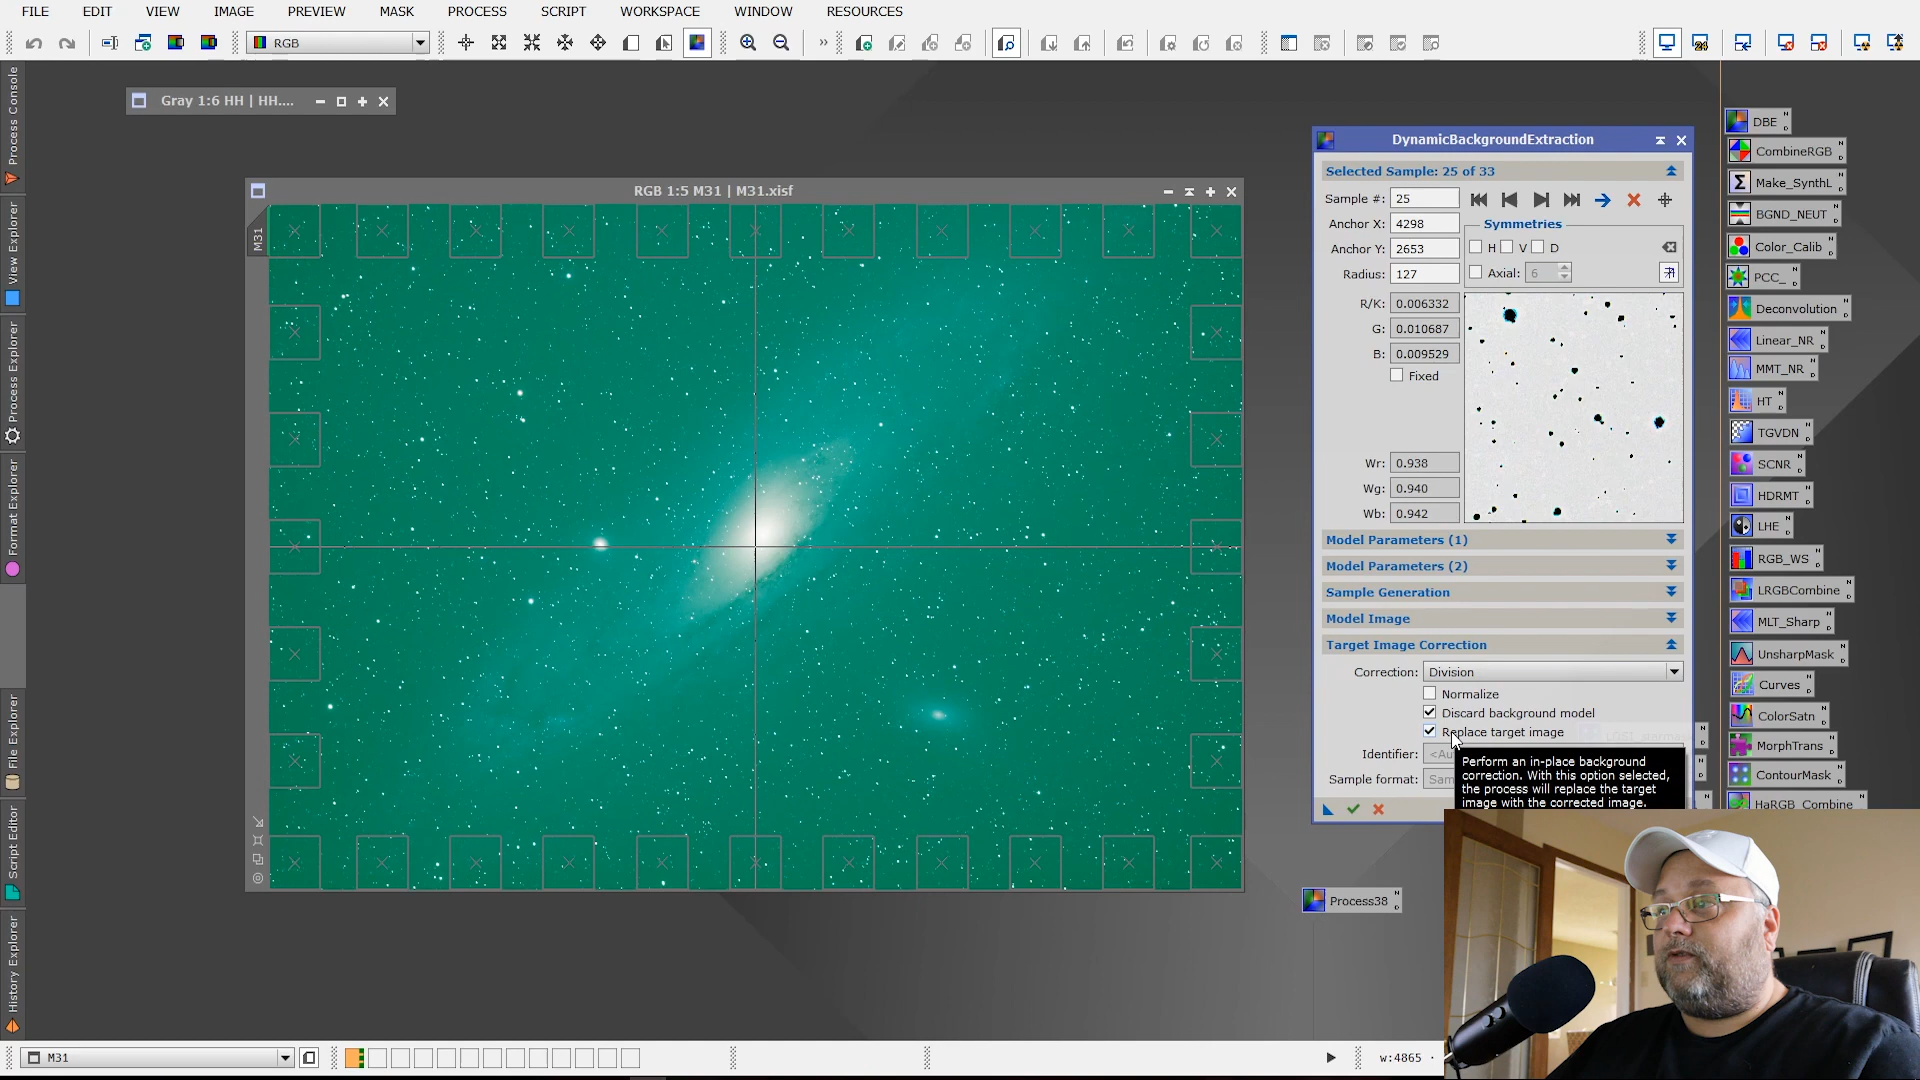 FILE EDIT VIEW IMAGE PREVIEW MASK PROCESS SCRIPT WORKSPACE WINDOW RESOURCES
RGB
24
Process Console
View Explorer
Process Explorer
Format Explorer
File Explorer
Script Editor
History Explorer
Gray 1:6 HH | HH....
RGB 1:5 M31 | M31.xisf
M31
DynamicBackgroundExtraction
Selected Sample: 25 of 33
Sample #: 25
Anchor X: 4298
Symmetries
Anchor Y: 2653
H V D
Radius: 127
Axial: 6
R/K: 0.006332
G: 0.010687
B: 0.009529
Fixed
Wr: 0.938
Wg: 0.940
Wb: 0.942
Model Parameters (1)
Model Parameters (2)
Sample Generation
Model Image
Target Image Correction
Correction: Division
Normalize
Discard background model
Replace target image
Identifier: <Au
Sample format: Sam
Perform an in-place background
correction. With this option selected,
the process will replace the target
image with the corrected image.
Process38
DBE
CombineRGB
Make_SynthL
BGND_NEUT
Color_Calib
PCC_
Deconvolution
Linear_NR
MMT_NR
HT
TGVDN
SCNR
HDRMT
LHE
RGB_WS
LRGBCombine
MLT_Sharp
UnsharpMask
Curves
ColorSatn
MorphTrans
ContourMask
HaRGB_Combine
M31
w:4865 ·